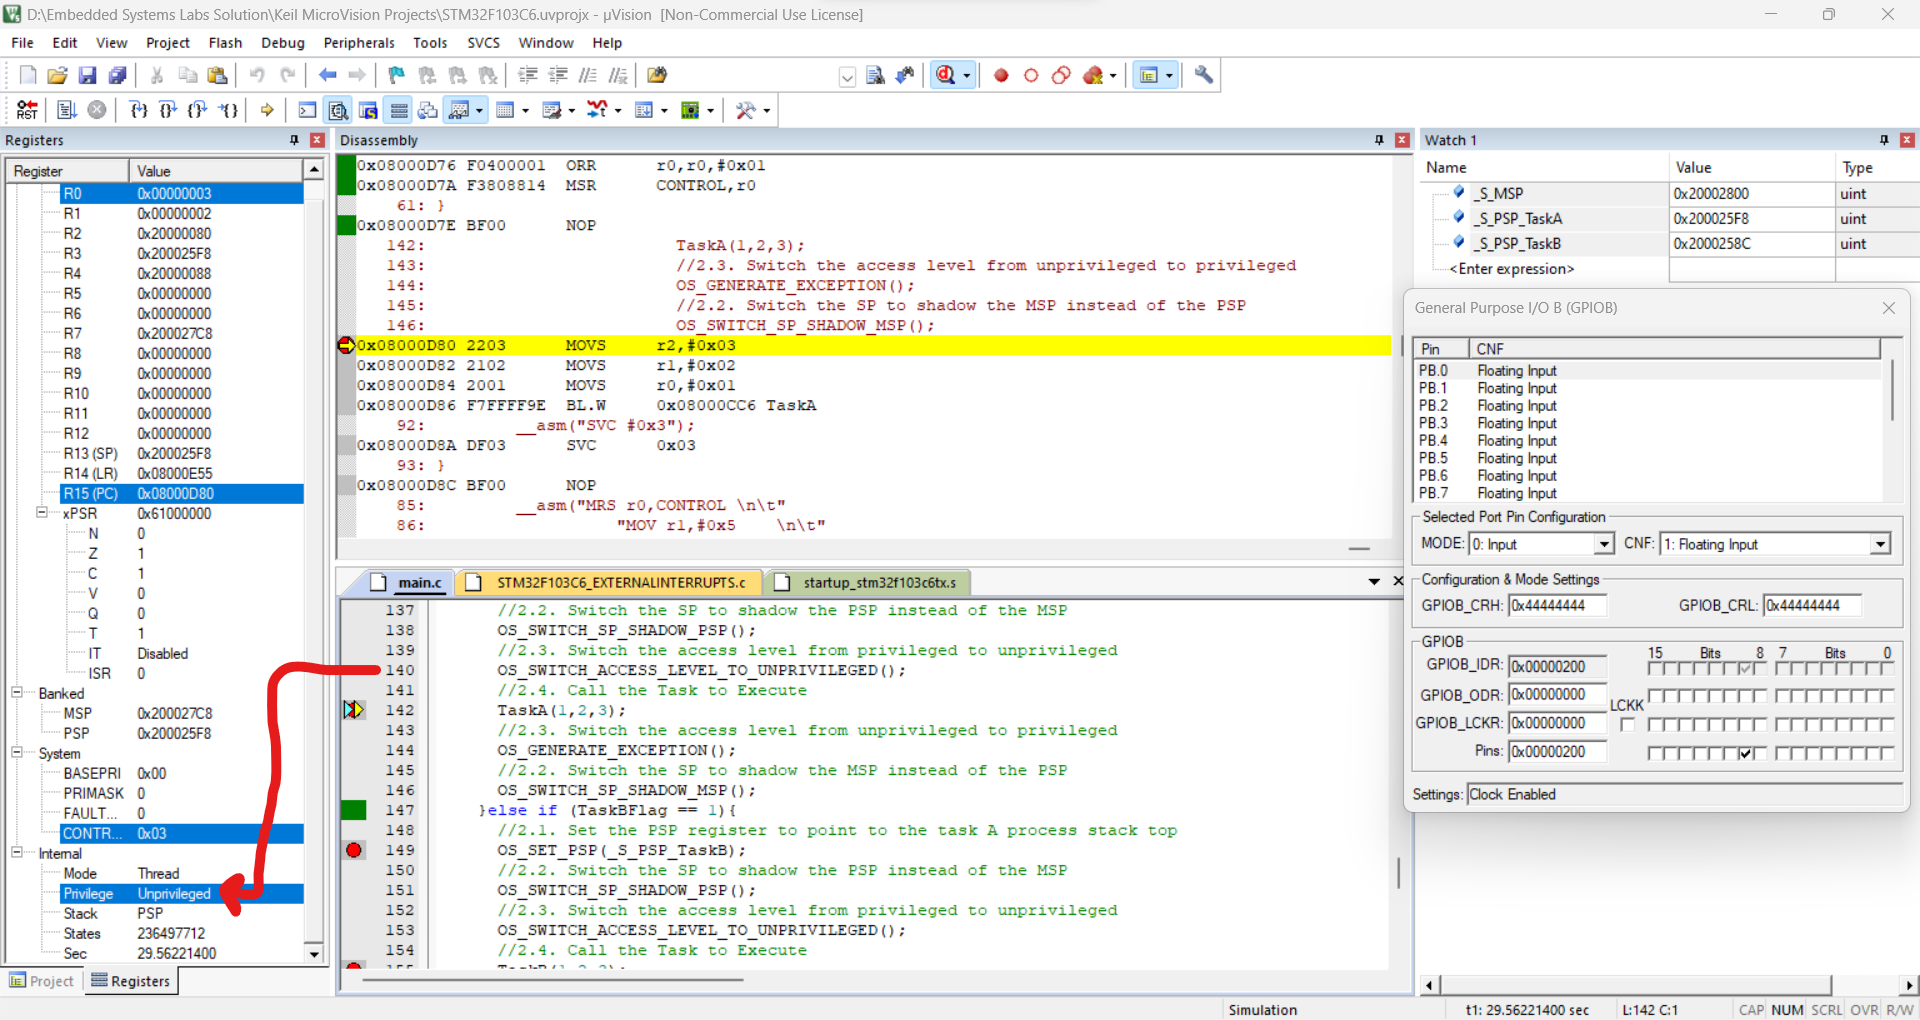 D:\Embedded Systems Labs Solution\Keil MicroVision Projects\STM32F103C6.uvprojx - µVision [Non-Commercial Use License]
File Edit View Project Flash Debug Peripherals Tools SVCS Window Help
RST
Registers
Register Value
R0 0x00000003
R1 0x00000002
R2 0x20000080
R3 0x200025F8
R4 0x20000088
R5 0x00000000
R6 0x00000000
R7 0x200027C8
R8 0x00000000
R9 0x00000000
R10 0x00000000
R11 0x00000000
R12 0x00000000
R13 (SP) 0x200025F8
R14 (LR) 0x08000E55
R15 (PC) 0x08000D80
xPSR 0x61000000
N 0
Z 1
C 1
V 0
Q 0
T 1
IT Disabled
ISR 0
Banked
MSP 0x200027C8
PSP 0x200025F8
System
BASEPRI 0x00
PRIMASK 0
FAULT... 0
CONTR... 0x03
Internal
Mode Thread
Privilege Unprivileged
Stack PSP
States 236497712
Sec 29.56221400
Project Registers
Disassembly
0x08000D76 F0400001 ORR r0,r0,#0x01
0x08000D7A F3808814 MSR CONTROL,r0
61: }
0x08000D7E BF00 NOP
142: TaskA(1,2,3);
143: //2.3. Switch the access level from unprivileged to privileged
144: OS_GENERATE_EXCEPTION();
145: //2.2. Switch the SP to shadow the MSP instead of the PSP
146: OS_SWITCH_SP_SHADOW_MSP();
0x08000D80 2203 MOVS r2,#0x03
0x08000D82 2102 MOVS r1,#0x02
0x08000D84 2001 MOVS r0,#0x01
0x08000D86 F7FFFF9E BL.W 0x08000CC6 TaskA
92: __asm("SVC #0x3");
0x08000D8A DF03 SVC 0x03
93: }
0x08000D8C BF00 NOP
85: __asm("MRS r0,CONTROL \n\t"
86: "MOV r1,#0x5 \n\t"
main.c STM32F103C6_EXTERNALINTERRUPTS.c startup_stm32f103c6tx.s
137 //2.2. Switch the SP to shadow the PSP instead of the MSP
138 OS_SWITCH_SP_SHADOW_PSP();
139 //2.3. Switch the access level from privileged to unprivileged
140 OS_SWITCH_ACCESS_LEVEL_TO_UNPRIVILEGED();
141 //2.4. Call the Task to Execute
142 TaskA(1,2,3);
143 //2.3. Switch the access level from unprivileged to privileged
144 OS_GENERATE_EXCEPTION();
145 //2.2. Switch the SP to shadow the MSP instead of the PSP
146 OS_SWITCH_SP_SHADOW_MSP();
147 }else if (TaskBFlag == 1){
148 //2.1. Set the PSP register to point to the task A process stack top
149 OS_SET_PSP(_S_PSP_TaskB);
150 //2.2. Switch the SP to shadow the PSP instead of the MSP
151 OS_SWITCH_SP_SHADOW_PSP();
152 //2.3. Switch the access level from privileged to unprivileged
153 OS_SWITCH_ACCESS_LEVEL_TO_UNPRIVILEGED();
154 //2.4. Call the Task to Execute
Watch 1
Name Value Type
_S_MSP 0x20002800 uint
_S_PSP_TaskA 0x200025F8 uint
_S_PSP_TaskB 0x2000258C uint
<Enter expression>
General Purpose I/O B (GPIOB)
Pin CNF
PB.0 Floating Input
PB.1 Floating Input
PB.2 Floating Input
PB.3 Floating Input
PB.4 Floating Input
PB.5 Floating Input
PB.6 Floating Input
PB.7 Floating Input
Selected Port Pin Configuration
MODE: 0: Input CNF: 1: Floating Input
Configuration & Mode Settings
GPIOB_CRH: 0x44444444 GPIOB_CRL: 0x44444444
GPIOB
15 Bits 8 7 Bits 0
GPIOB_IDR: 0x00000200
GPIOB_ODR: 0x00000000
LCKK
GPIOB_LCKR: 0x00000000
Pins: 0x00000200
Settings: Clock Enabled
Simulation t1: 29.56221400 sec L:142 C:1 CAP NUM SCRL OVR R/W